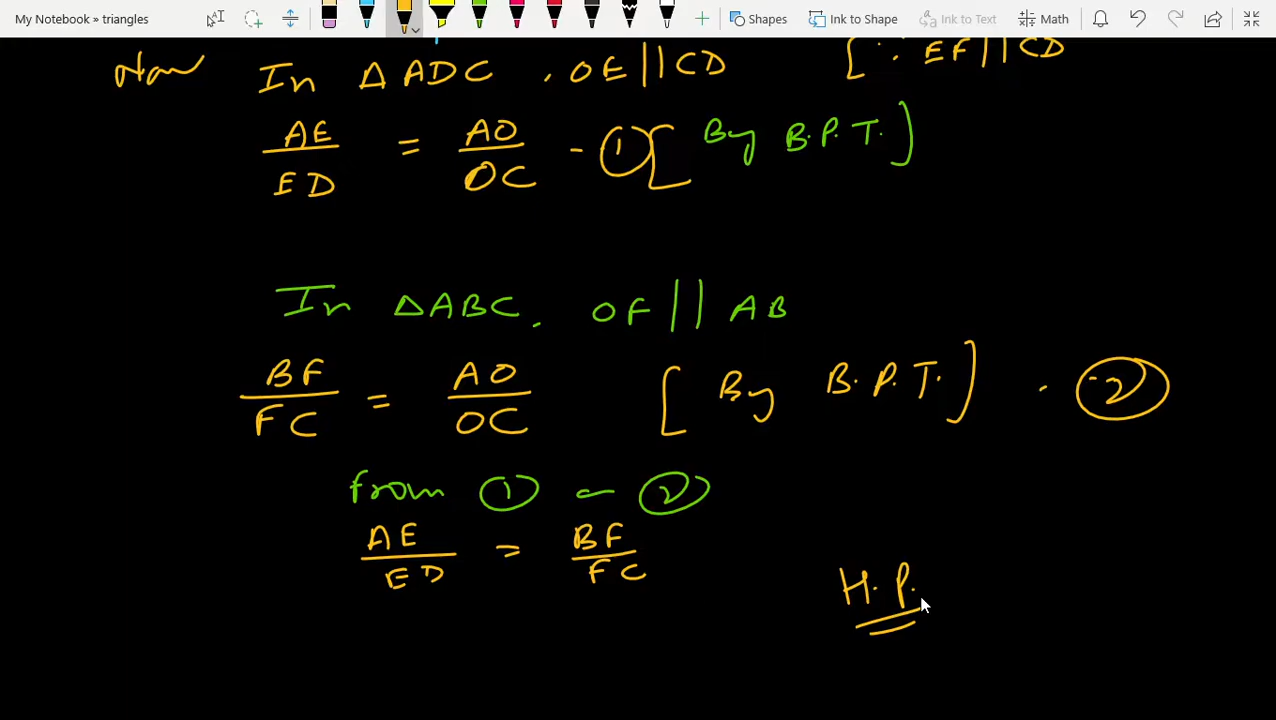 My Notebook » triangles
Shapes
Ink to Shape
Ink to Text
Math
Now In △ADC . OE||CD [∵ EF||CD
AE/ED = AO/OC - ① [By B.P.T.]
In △ABC . OF||AB
BF/FC = AO/OC [By B.P.T.] . ②
from ① - ②
AE/ED = BF/FC
H.P.